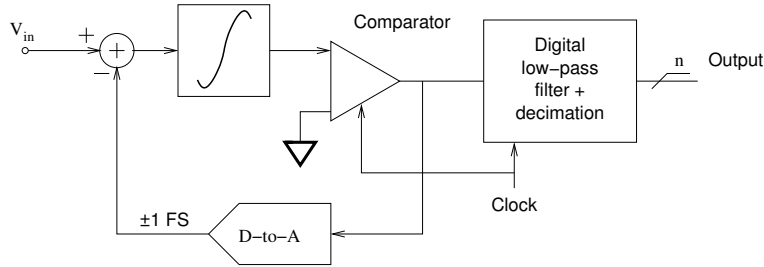 Comparator
V_in
+
+
−
Digital
low−pass
filter +
decimation
n
Output
Clock
±1 FS
D−to−A